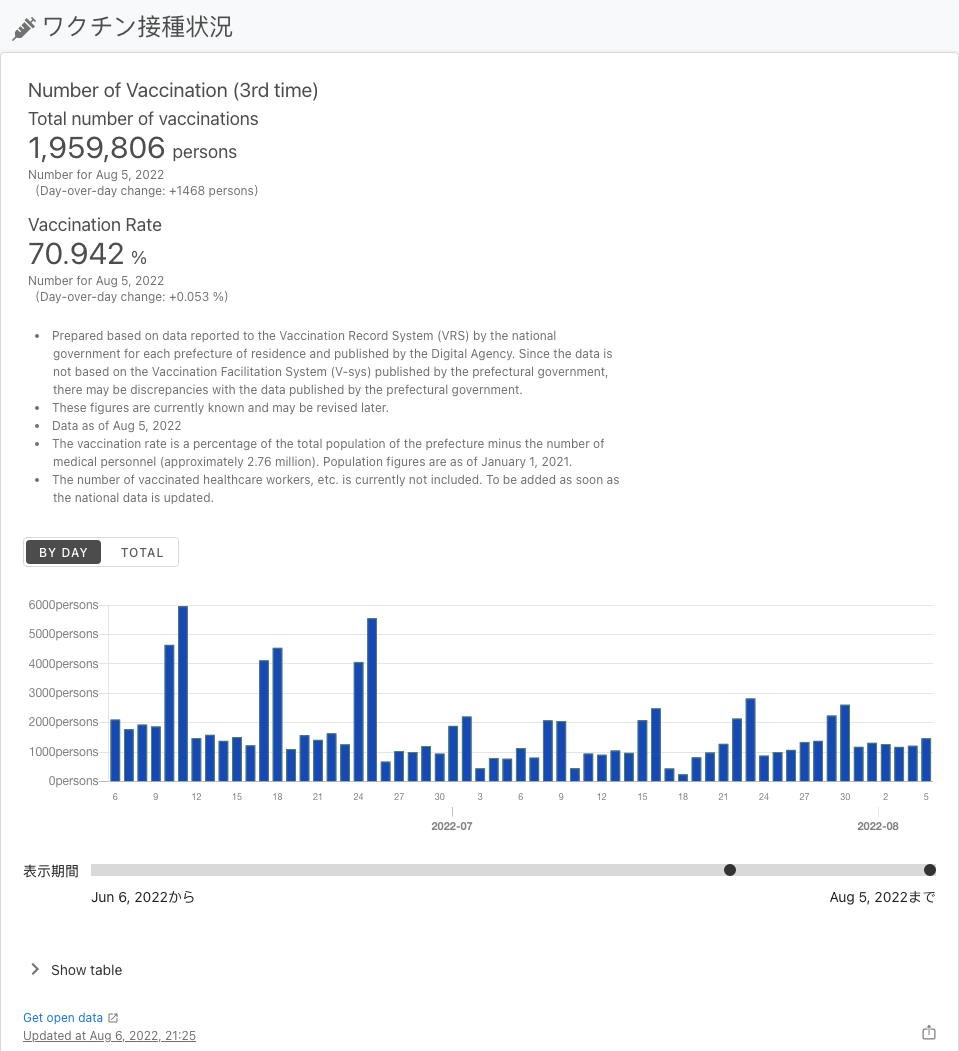 ワクチン接種状況
Number of Vaccination (3rd time)
Total number of vaccinations
1,959,806 persons
Number for Aug 5, 2022
(Day-over-day change: +1468 persons)
Vaccination Rate
70.942 %
Number for Aug 5, 2022
(Day-over-day change: +0.053 %)
• Prepared based on data reported to the Vaccination Record System (VRS) by the national
government for each prefecture of residence and published by the Digital Agency. Since the data is
not based on the Vaccination Facilitation System (V-sys) published by the prefectural government,
there may be discrepancies with the data published by the prefectural government.
• These figures are currently known and may be revised later.
• Data as of Aug 5, 2022
• The vaccination rate is a percentage of the total population of the prefecture minus the number of
medical personnel (approximately 2.76 million). Population figures are as of January 1, 2021.
• The number of vaccinated healthcare workers, etc. is currently not included. To be added as soon as
the national data is updated.
BY DAY TOTAL
6000persons
5000persons
4000persons
3000persons
2000persons
1000persons
0persons
6 9 12 15 18 21 24 27 30 3 6 9 12 15 18 21 24 27 30 2 5
2022-07 2022-08
表示期間
Jun 6, 2022から Aug 5, 2022まで
Show table
Get open data
Updated at Aug 6, 2022, 21:25